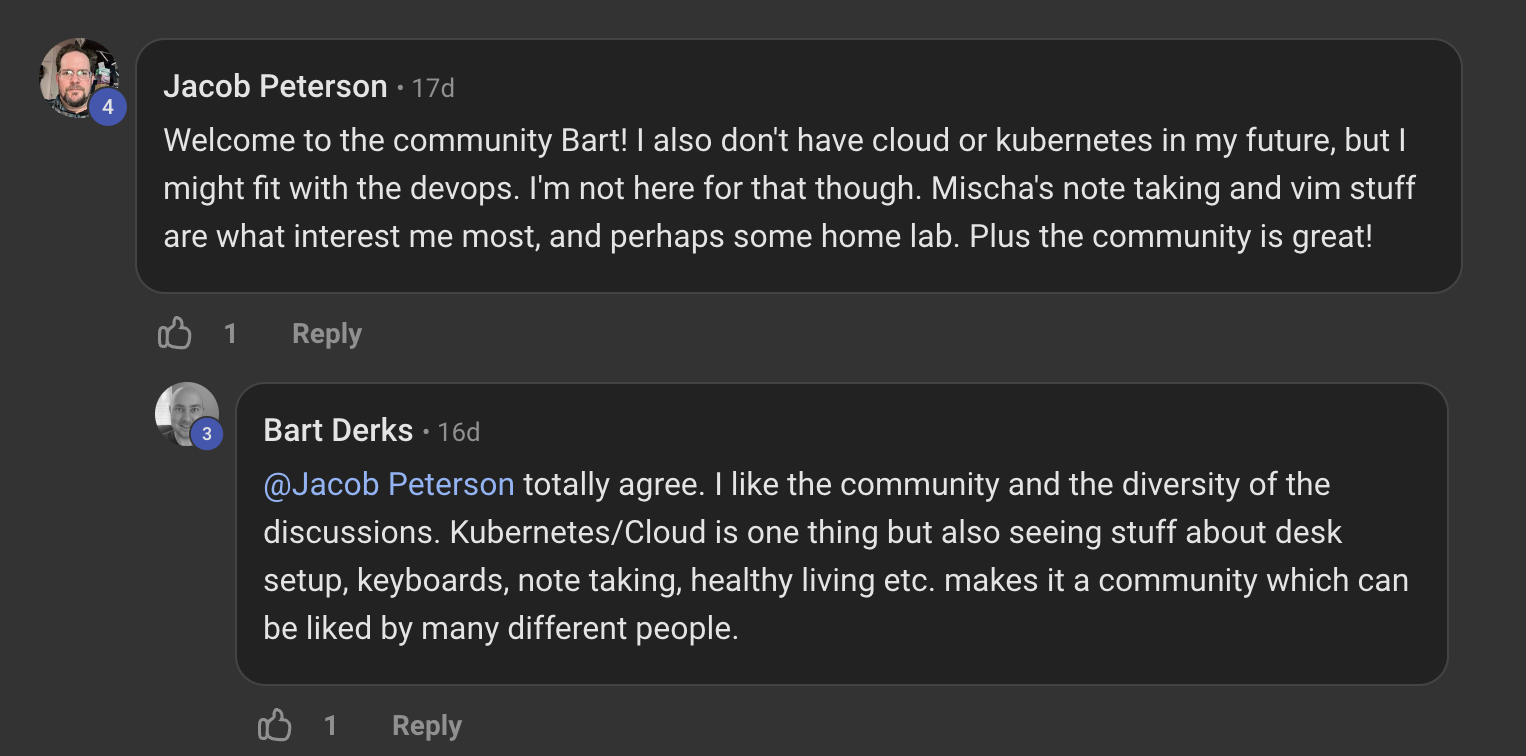 Jacob Peterson • 17d
4
Welcome to the community Bart! I also don't have cloud or kubernetes in my future, but I
might fit with the devops. I'm not here for that though. Mischa's note taking and vim stuff
are what interest me most, and perhaps some home lab. Plus the community is great!
1 Reply
Bart Derks • 16d
3
@Jacob Peterson totally agree. I like the community and the diversity of the
discussions. Kubernetes/Cloud is one thing but also seeing stuff about desk
setup, keyboards, note taking, healthy living etc. makes it a community which can
be liked by many different people.
1 Reply